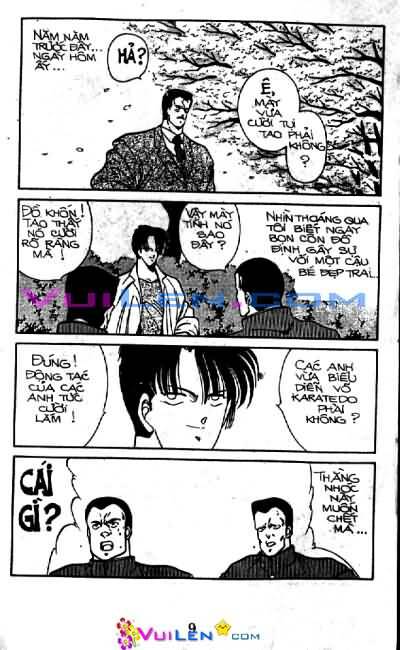 NĂM NĂM
TRƯỚC ĐÂY...
NGAY HÔM
ẤY....
HẢ?
Ê,
MÀY
VỪA
CƯỜI TỤI
TAO PHẢI
KHÔNG
?
ĐỒ KHỐN!
TAO THẤY
NÓ CƯỜI
RÕ RÀNG
MÀ!
VẬY MÀY
TÍNH NÓ
SAO
ĐÂY?
NHÌN THOÁNG QUA
TÔI BIẾT NGAY
BỌN CÔN ĐỒ
ĐỊNH GÂY SỰ
VỚI MỘT CẬU
BÉ ĐẸP TRAI.
VUILEN.COM
ĐÚNG!
ĐỘNG TÁC
CỦA CÁC
ANH TỨC
CƯỜI
LẮM!
CÁC ANH
VỪA BIỂU
DIỄN VÕ
KARATEDO
PHẢI
KHÔNG?
CÁI
GÌ?
THẰNG
NHÓC
NÀY
MUỐN
CHẾT
MÀ...
9
VUILEN.COM